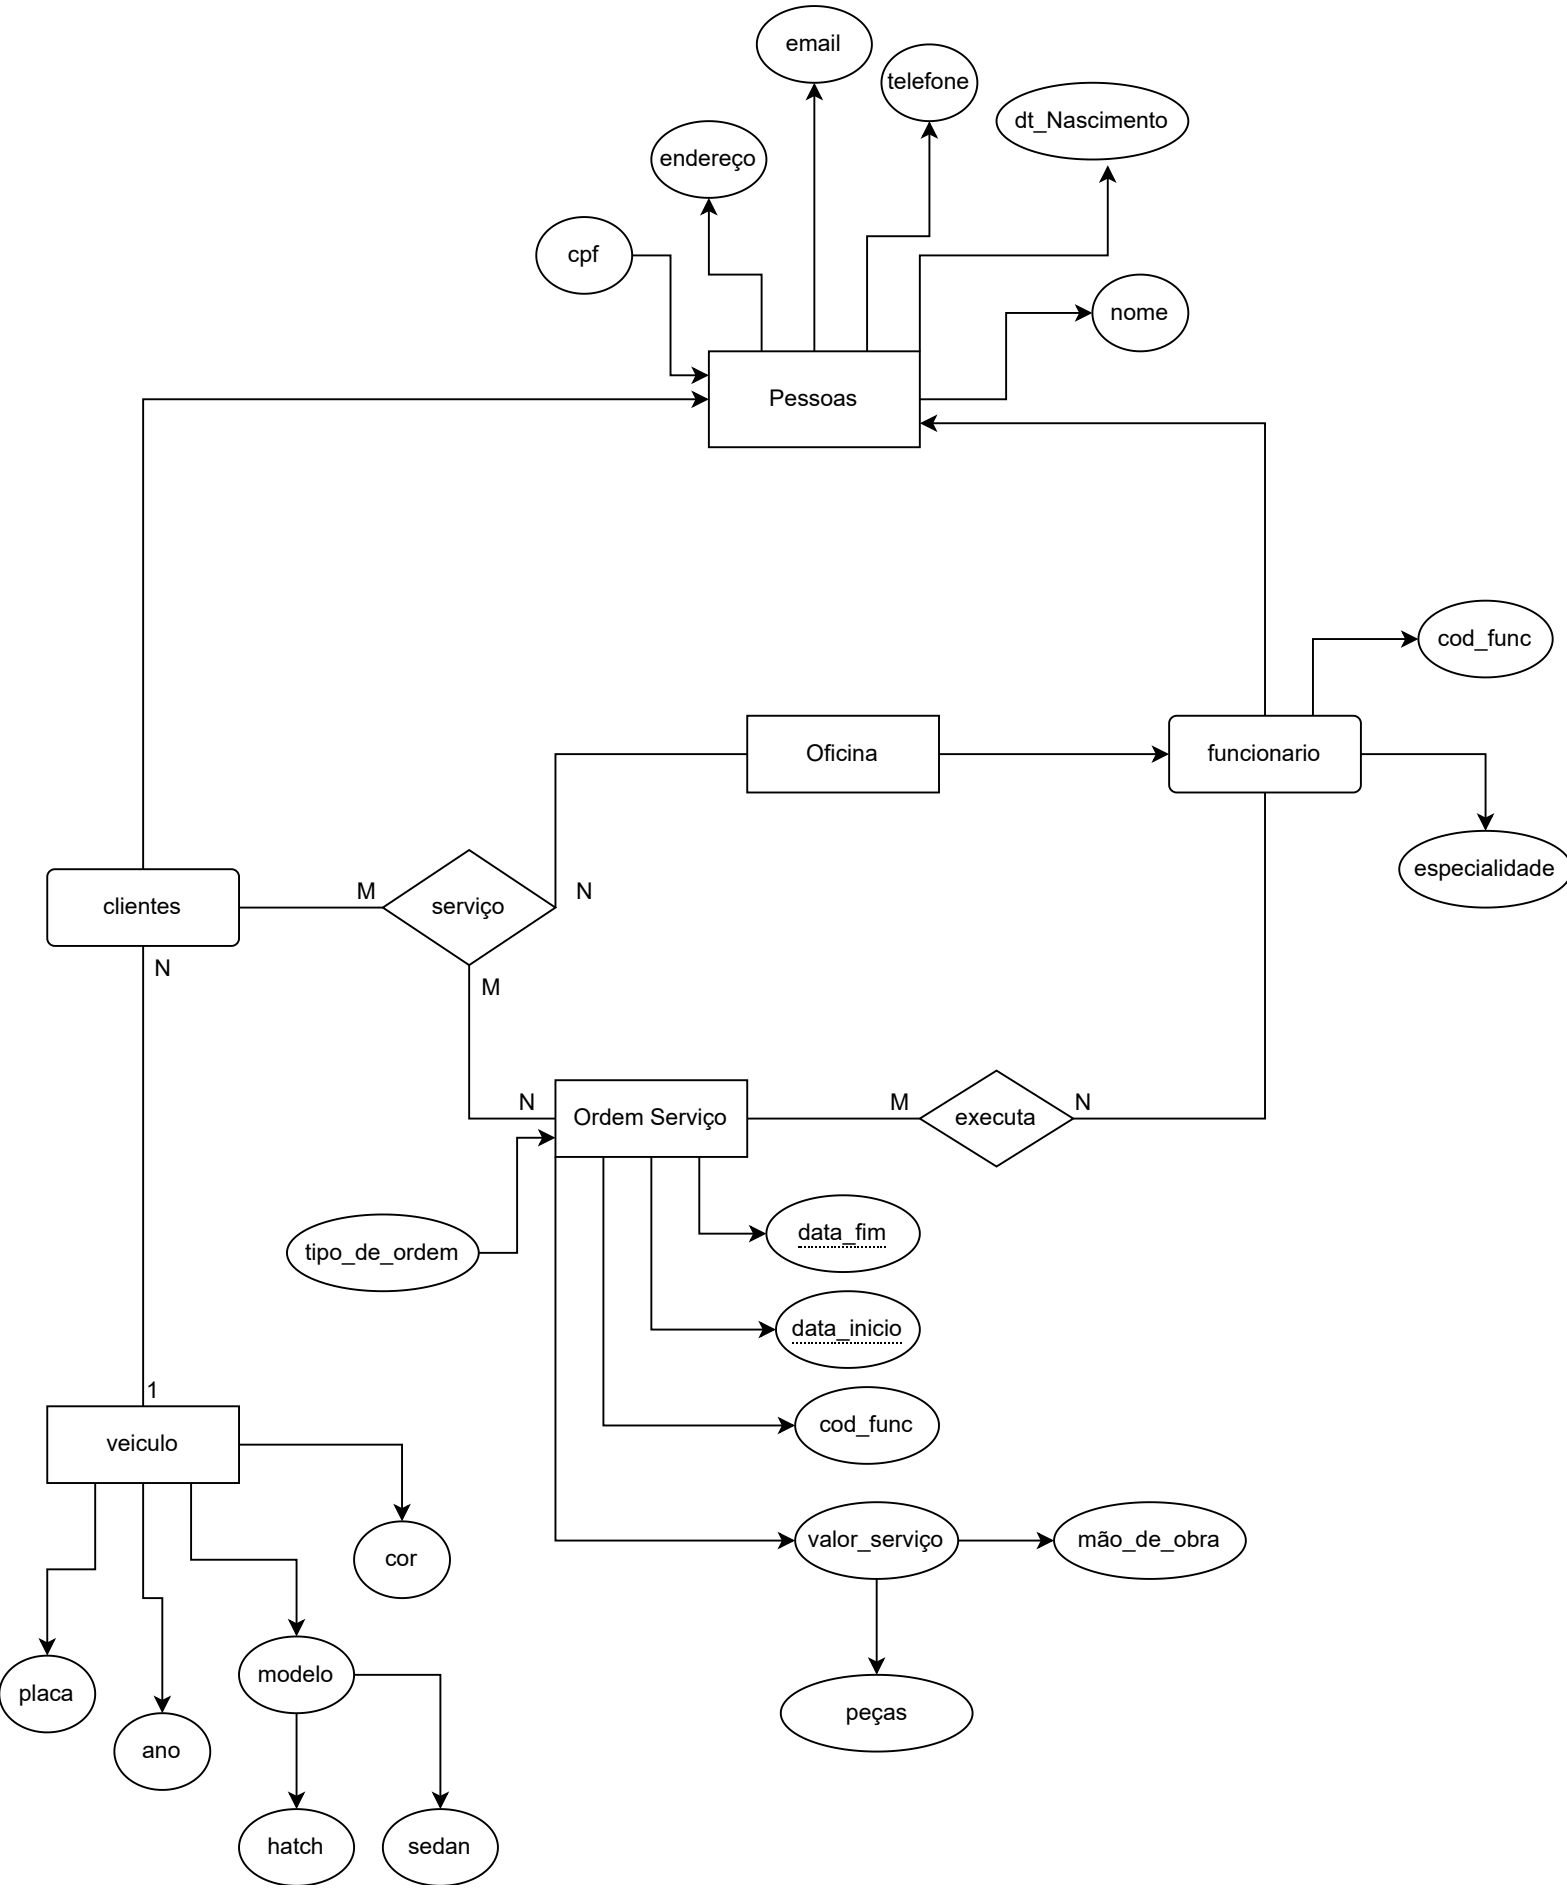 email
telefone
dt_Nascimento
endereço
cpf
nome
Pessoas
cod_func
Oficina
funcionario
especialidade
clientes
M
serviço
N
N
M
N
Ordem Serviço
M
executa
N
data_fim
tipo_de_ordem
data_inicio
1
cod_func
veiculo
valor_serviço
mão_de_obra
cor
modelo
placa
peças
ano
hatch
sedan